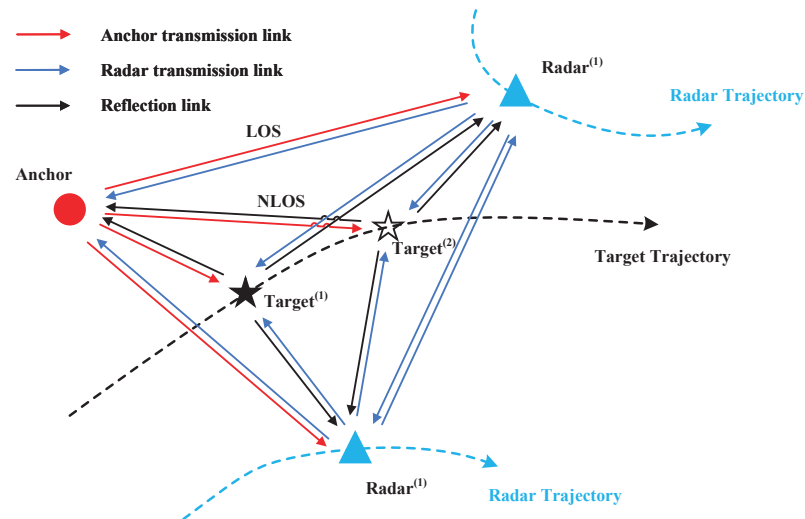 Anchor transmission link
Radar transmission link
Reflection link
Radar(1)
Radar Trajectory
LOS
Anchor
NLOS
Target(2)
Target Trajectory
Target(1)
Radar(1)
Radar Trajectory